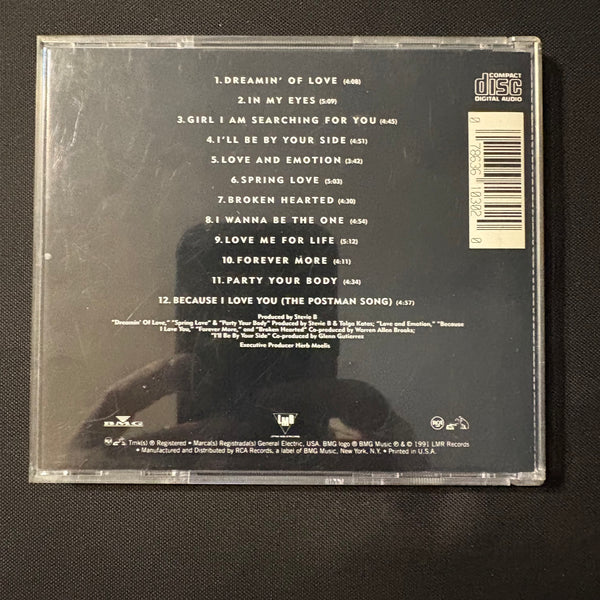 1. DREAMIN' OF LOVE (4:08)
2. IN MY EYES (5:09)
3. GIRL I AM SEARCHING FOR YOU (4:45)
4. I'LL BE BY YOUR SIDE (4:51)
5. LOVE AND EMOTION (3:42)
6. SPRING LOVE (5:03)
7. BROKEN HEARTED (4:30)
8. I WANNA BE THE ONE (4:54)
9. LOVE ME FOR LIFE (5:12)
10. FOREVER MORE (4:11)
11. PARTY YOUR BODY (4:34)
12. BECAUSE I LOVE YOU (THE POSTMAN SONG) (4:57)
COMPACT
disc
DIGITAL AUDIO
0 78636 10302 0
Produced by Stevie B
"Dreamin' Of Love," "Spring Love" & "Party Your Body" Produced by Stevie B & Tolga Katas; "Love and Emotion," "Because
I Love You," "Forever More," and "Broken Hearted" Co-produced by Warren Allen Brooks;
"I'll Be By Your Side" Co-produced by Glenn Gutierrez
Executive Producer Herb Moelis
BMG
LMR
RCA
Tmk(s) ® Registered • Marca(s) Registrada(s) General Electric, USA. BMG logo ® BMG Music ℗ & © 1991 LMR Records
• Manufactured and Distributed by RCA Records, a label of BMG Music, New York, N.Y. • Printed in U.S.A.